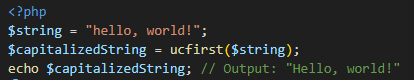 <?php
$string = "hello, world!";
$capitalizedString = ucfirst($string);
echo $capitalizedString; // Output: "Hello, world!"